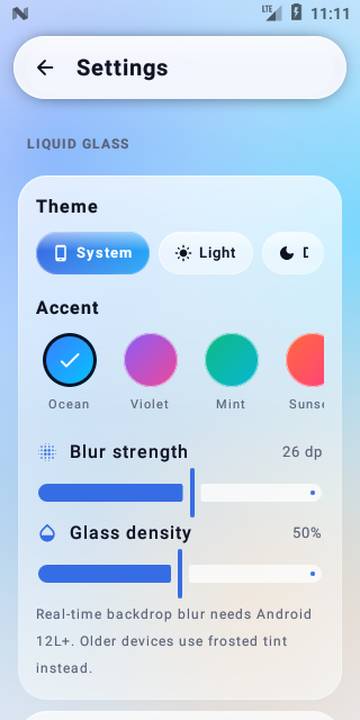 LTE 11:11
Settings
LIQUID GLASS
Theme
System Light
Accent
Ocean Violet Mint
Blur strength 26 dp
Glass density 50%
Real-time backdrop blur needs Android
12L+. Older devices use frosted tint
instead.